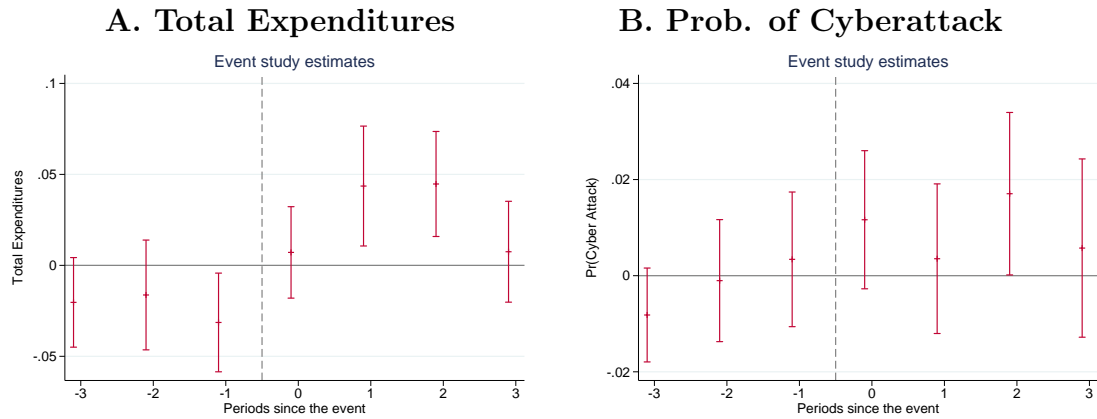 A. Total Expenditures
Event study estimates
Total Expenditures
.1
.05
0
-.05
-3 -2 -1 0 1 2 3
Periods since the event
B. Prob. of Cyberattack
Event study estimates
Pr(Cyber Attack)
.04
.02
0
-.02
-3 -2 -1 0 1 2 3
Periods since the event